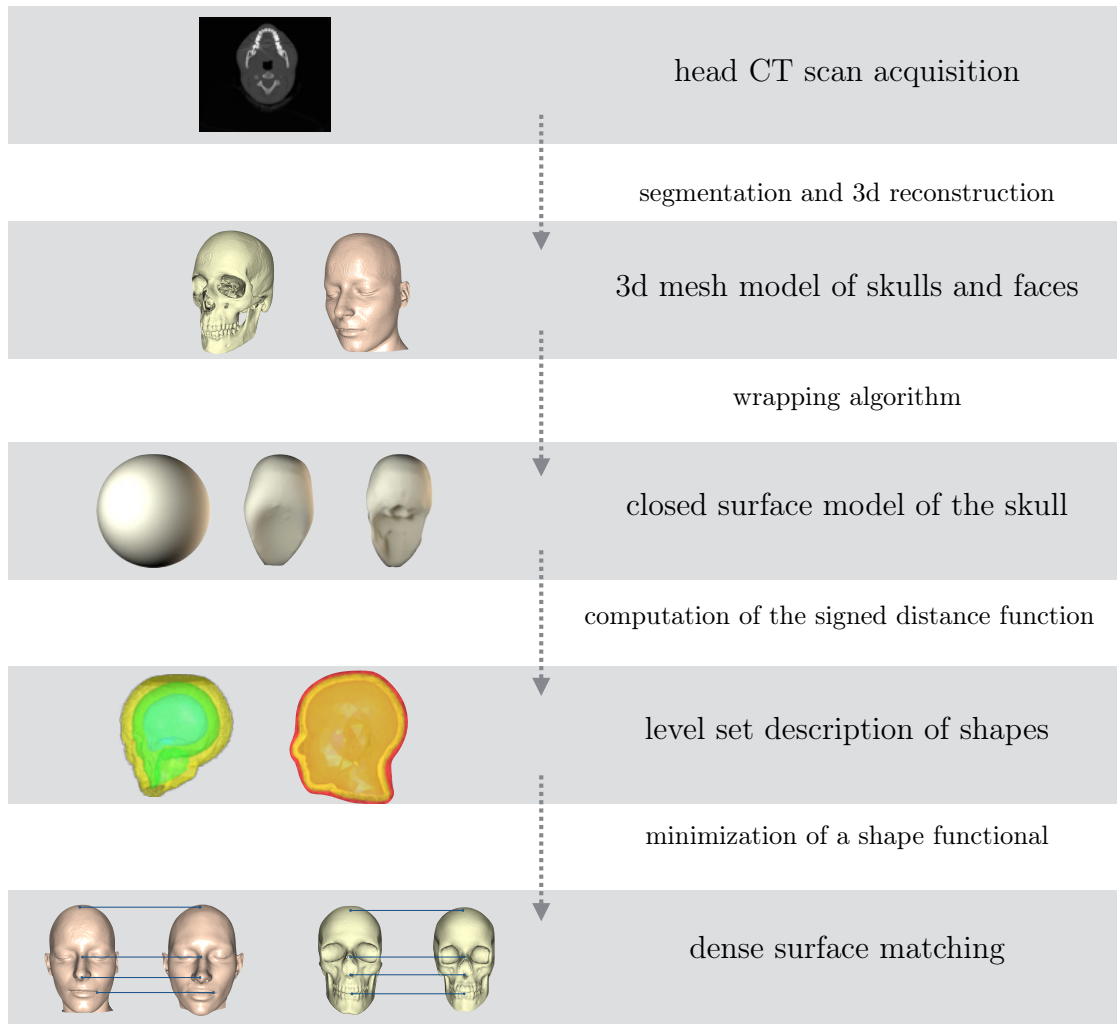 head CT scan acquisition
segmentation and 3d reconstruction
3d mesh model of skulls and faces
wrapping algorithm
closed surface model of the skull
computation of the signed distance function
level set description of shapes
minimization of a shape functional
dense surface matching